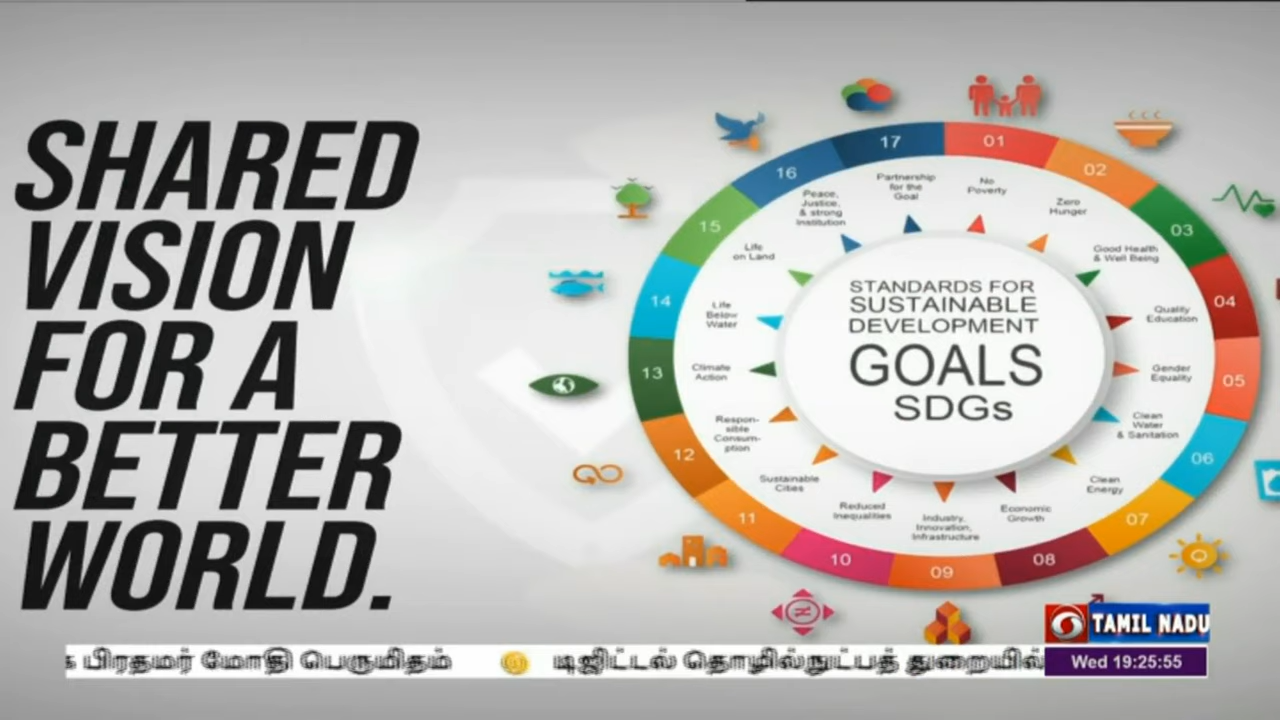 SHARED
VISION
FOR A
BETTER
WORLD.
STANDARDS FOR
SUSTAINABLE
DEVELOPMENT
GOALS
SDGs
01
No
Poverty
02
Zero
Hunger
03
Good Health
& Well Being
04
Quality
Education
05
Gender
Equality
06
Clean
Water
& Sanitation
07
Clean
Energy
08
Economic
Growth
09
Industry,
Innovation,
Infrastructure
10
Reduced
Inequalities
11
Sustainable
Cities
12
Respon-
sible
Consum-
ption
13
Climate
Action
14
Life
Below
Water
15
Life
on Land
16
Peace,
Justice,
& strong
Institution
17
Partnership
for the
Goal
TAMIL NADU
பிரதமர் மோதி பெருமிதம் டிஜிட்டல் தொழில்நுட்பத் துறையில்
Wed 19:25:55